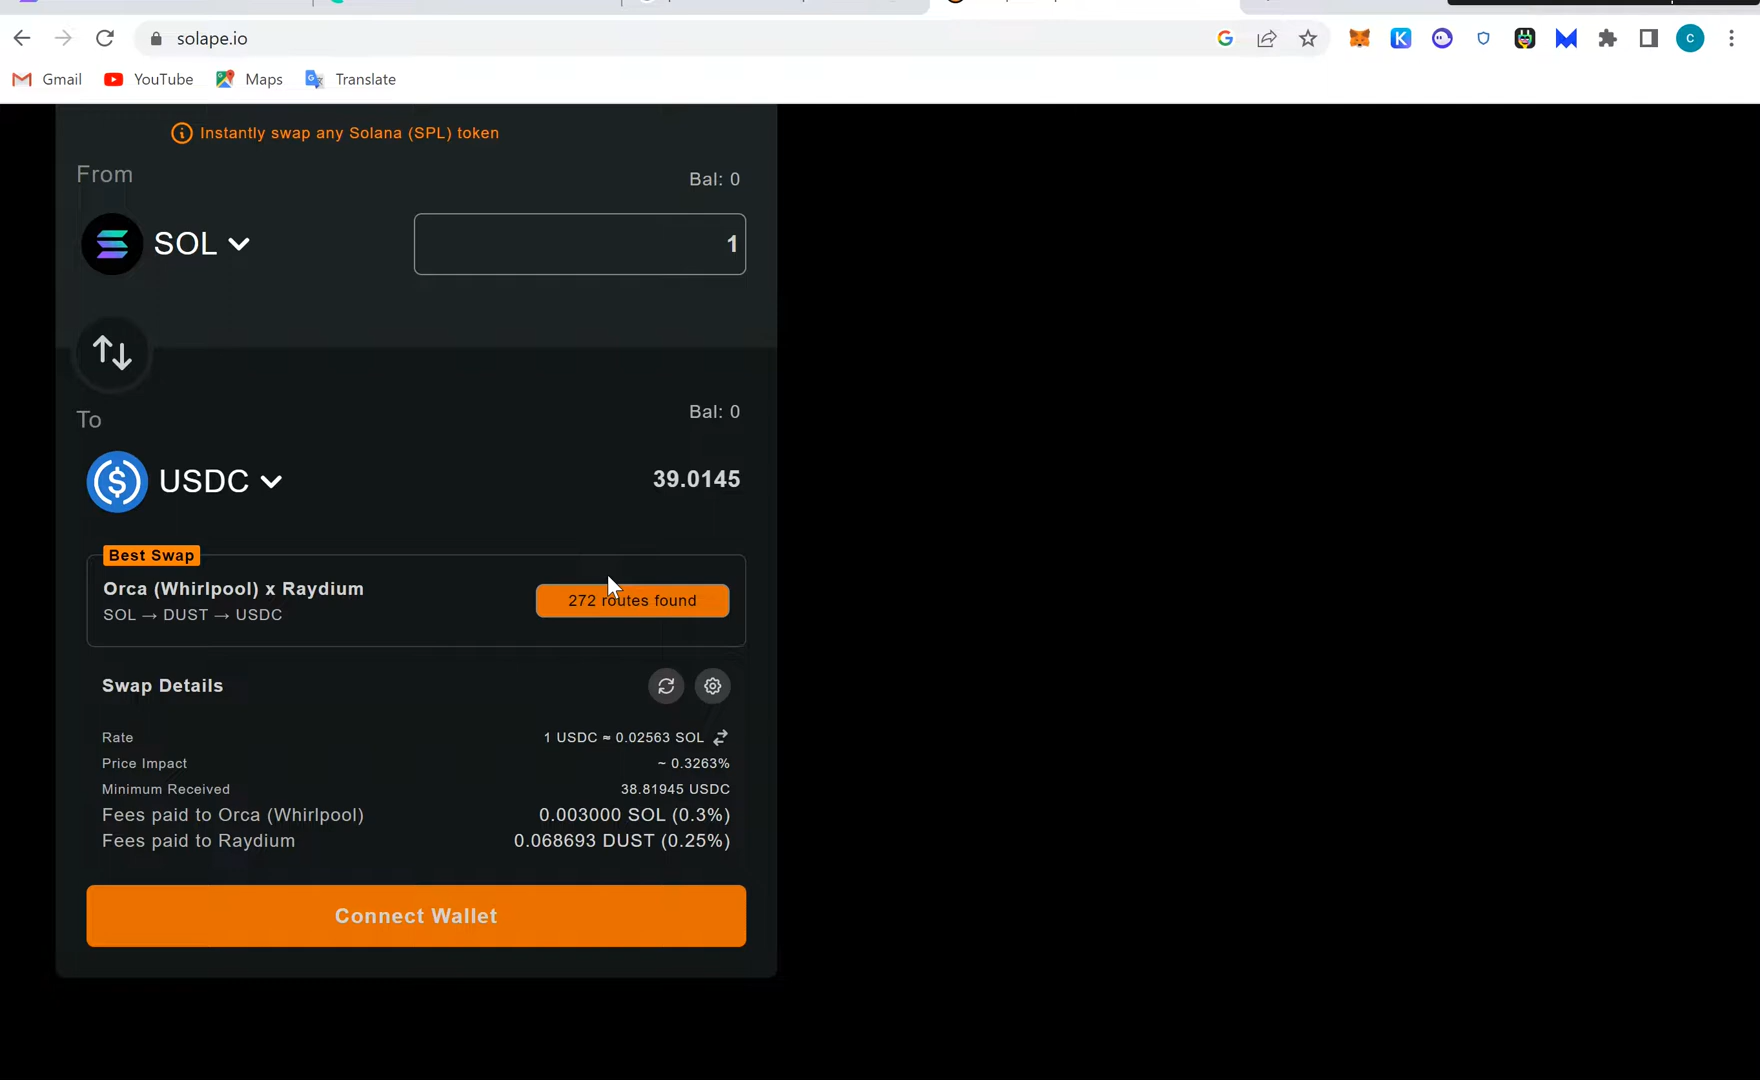 solape.io
Gmail YouTube Maps Translate
Instantly swap any Solana (SPL) token
From
Bal: 0
SOL
1
To
Bal: 0
USDC
39.0145
Best Swap
Orca (Whirlpool) x Raydium
SOL → DUST → USDC
272 routes found
Swap Details
Rate
1 USDC ≈ 0.02563 SOL
Price Impact
~ 0.3263%
Minimum Received
38.81945 USDC
Fees paid to Orca (Whirlpool)
0.003000 SOL (0.3%)
Fees paid to Raydium
0.068693 DUST (0.25%)
Connect Wallet